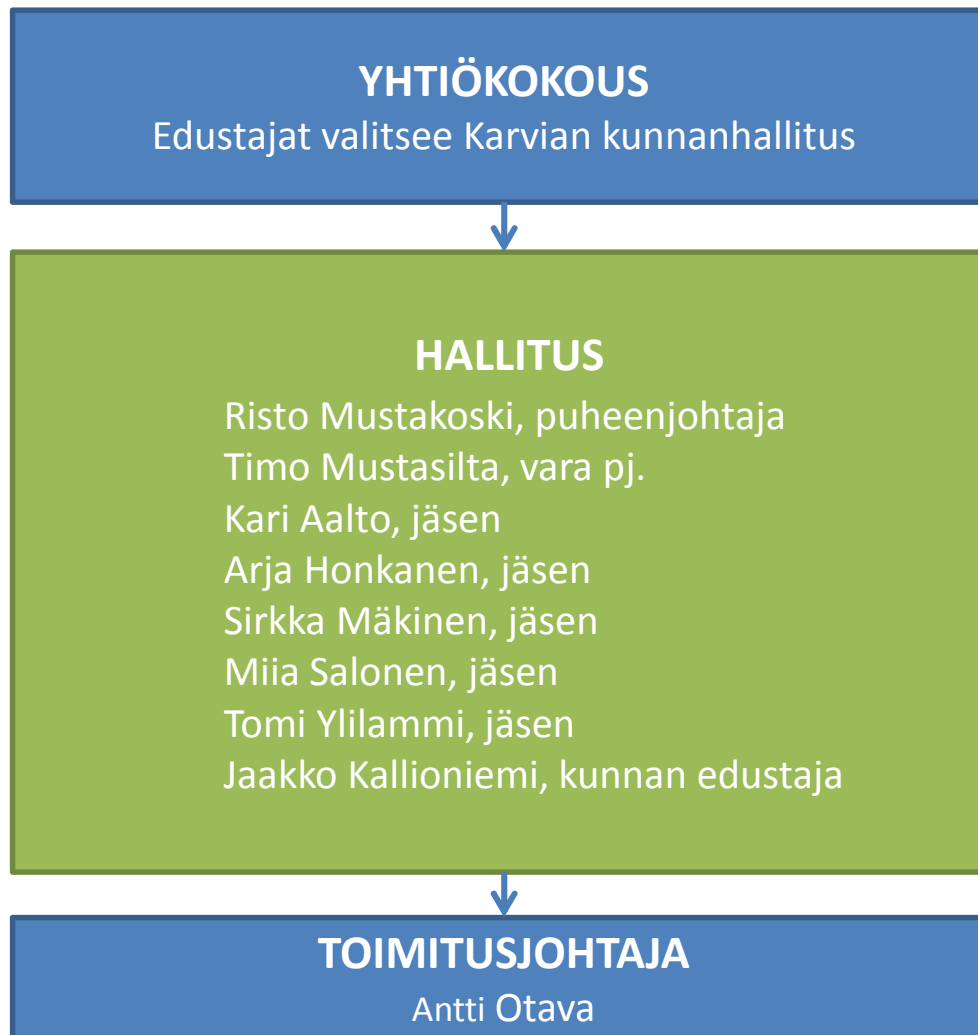 YHTIÖKOKOUS
Edustajat valitsee Karvian kunnanhallitus
HALLITUS
Risto Mustakoski, puheenjohtaja
Timo Mustasilta, vara pj.
Kari Aalto, jäsen
Arja Honkanen, jäsen
Sirkka Mäkinen, jäsen
Miia Salonen, jäsen
Tomi Ylilammi, jäsen
Jaakko Kallioniemi, kunnan edustaja
TOIMITUSJOHTAJA
Antti Otava